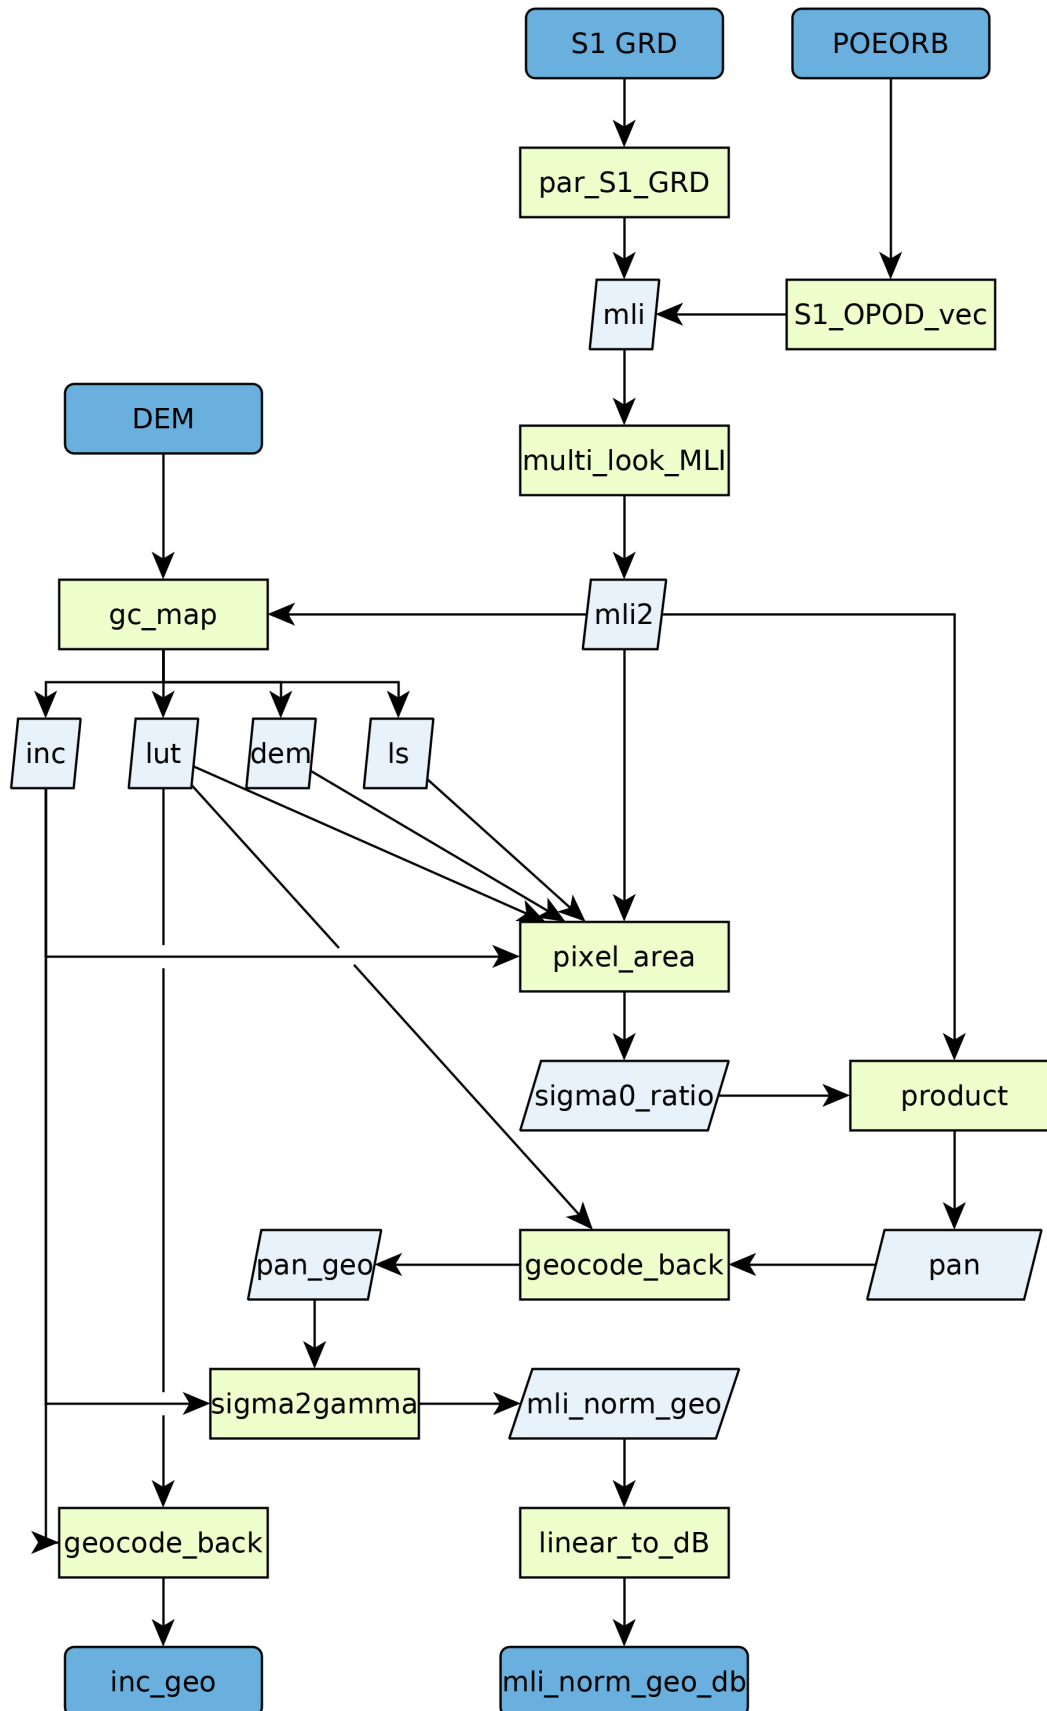 S1 GRD
POEORB
par_S1_GRD
mli
S1_OPOD_vec
DEM
multi_look_MLI
gc_map
mli2
inc
lut
dem
ls
pixel_area
sigma0_ratio
product
pan_geo
geocode_back
pan
sigma2gamma
mli_norm_geo
geocode_back
linear_to_dB
inc_geo
mli_norm_geo_db